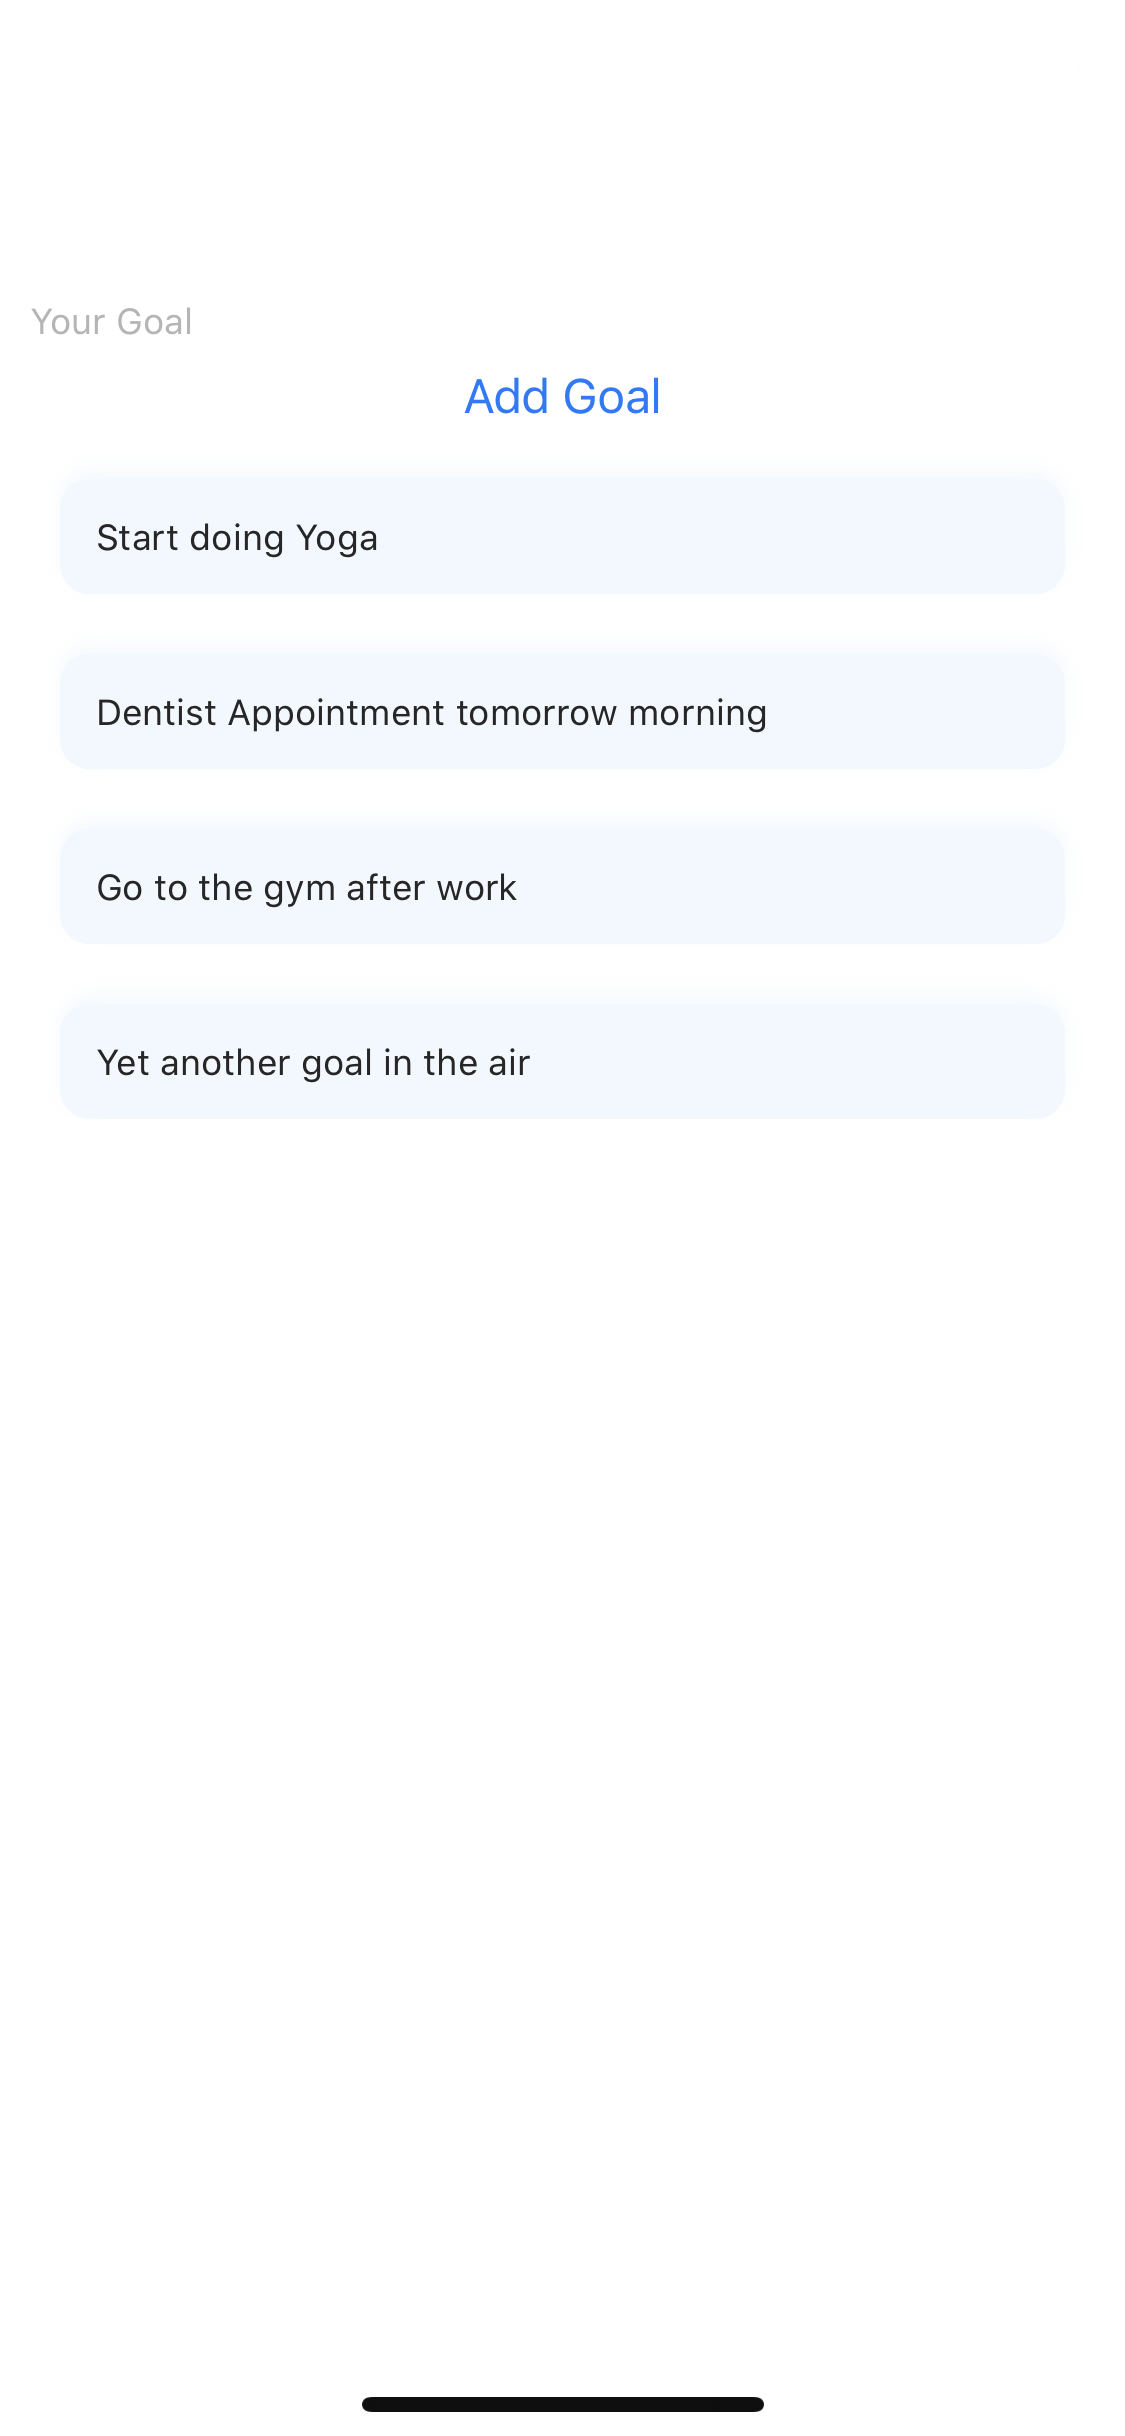 Your Goal
Add Goal
Start doing Yoga
Dentist Appointment tomorrow morning
Go to the gym after work
Yet another goal in the air